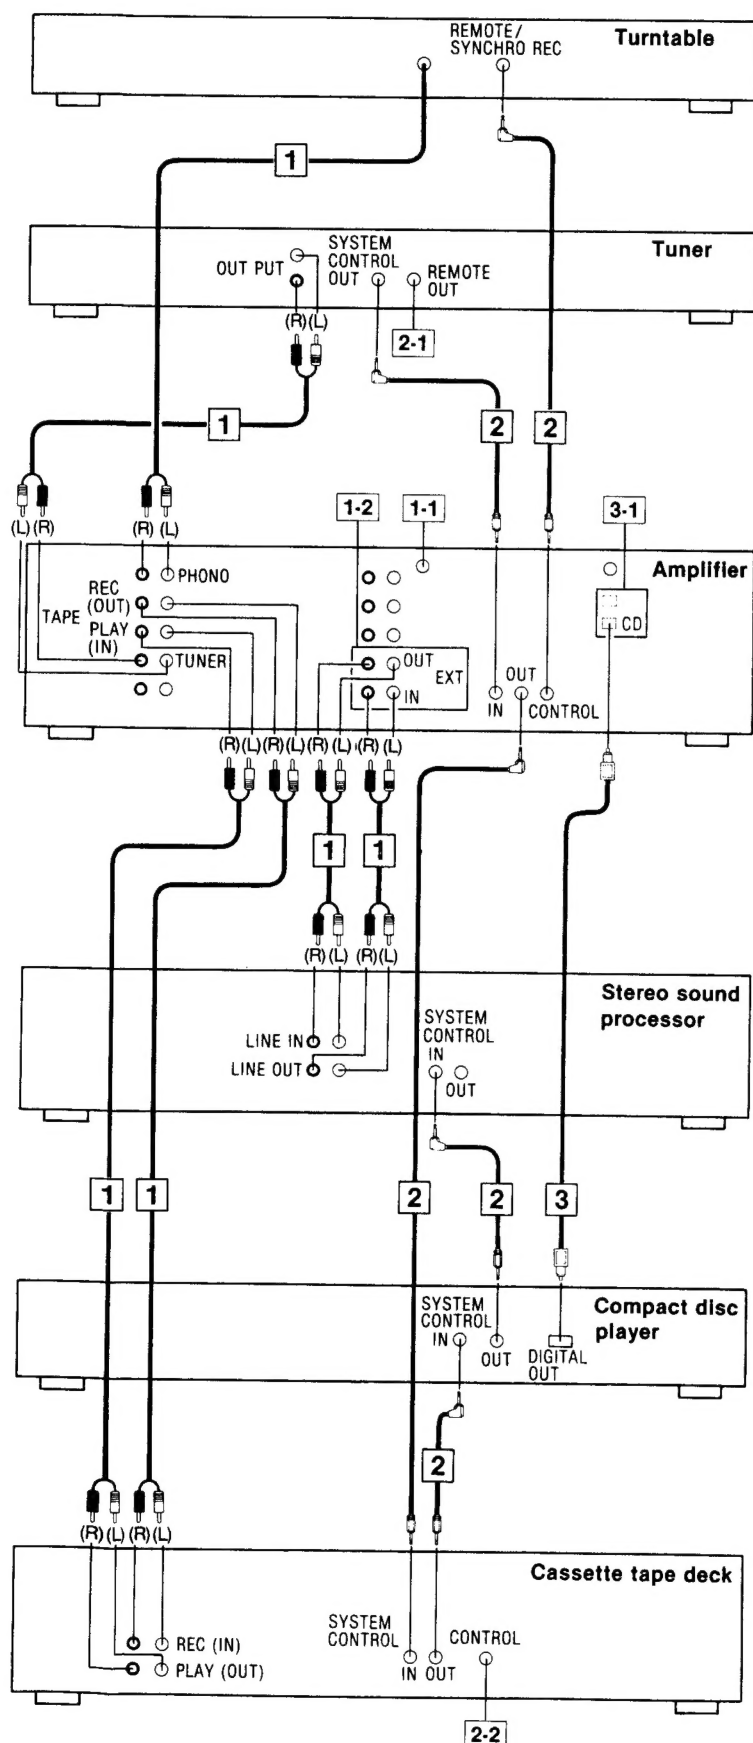 REMOTE/
SYNCHRO REC
Turntable
1
SYSTEM
CONTROL
OUT
OUT PUT
REMOTE
OUT
Tuner
(R) (L)
2-1
1
2
2
(L) (R)
(R) (L)
1-2
1-1
3-1
Amplifier
PHONO
REC
(OUT)
TAPE
PLAY
(IN)
TUNER
OUT
EXT
IN
CD
IN
OUT
CONTROL
(R) (L) (R) (L) (R) (L) (R) (L)
1
1
(R) (L) (R) (L)
Stereo sound
processor
LINE IN
LINE OUT
SYSTEM
CONTROL
IN
OUT
1
1
2
2
3
Compact disc
player
SYSTEM
CONTROL
IN
OUT
DIGITAL
OUT
2
(R) (L) (R) (L)
Cassette tape deck
REC (IN)
PLAY (OUT)
SYSTEM
CONTROL
IN OUT
CONTROL
2-2